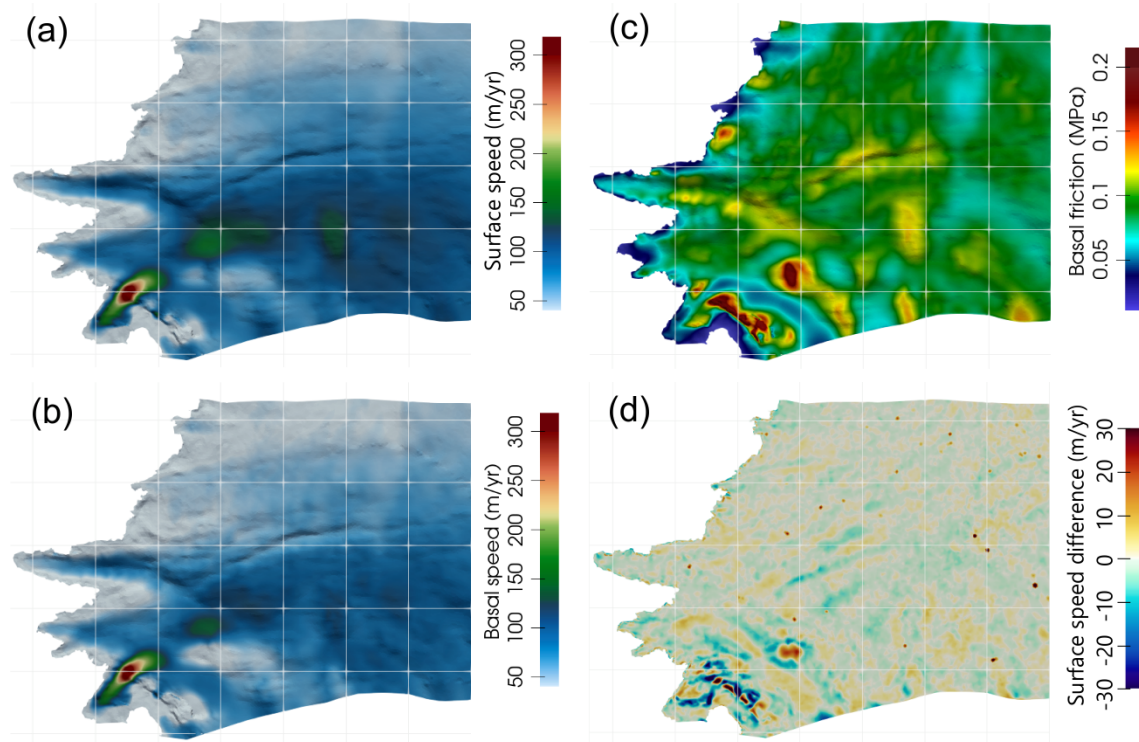 (a)
300
250
200
150
100
50
Surface speed (m/yr)
(c)
0.2
0.15
0.1
0.05
Basal friction (MPa)
(b)
300
250
200
150
100
50
Basal speed (m/yr)
(d)
30
20
10
0
-10
-20
-30
Surface speed difference (m/yr)